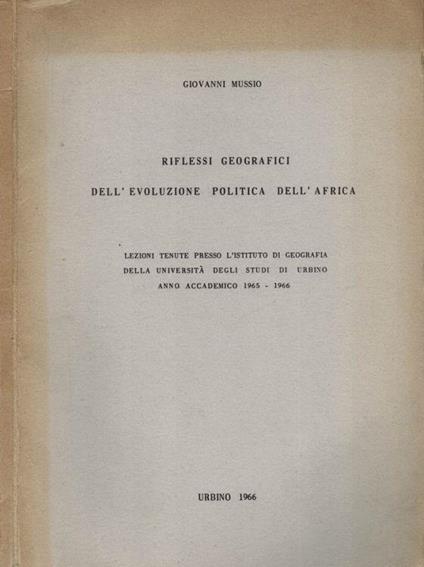 GIOVANNI MUSSIO
RIFLESSI GEOGRAFICI
DELL'EVOLUZIONE POLITICA DELL'AFRICA
LEZIONI TENUTE PRESSO L'ISTITUTO DI GEOGRAFIA
DELLA UNIVERSITÀ DEGLI STUDI DI URBINO
ANNO ACCADEMICO 1965 - 1966
URBINO 1966